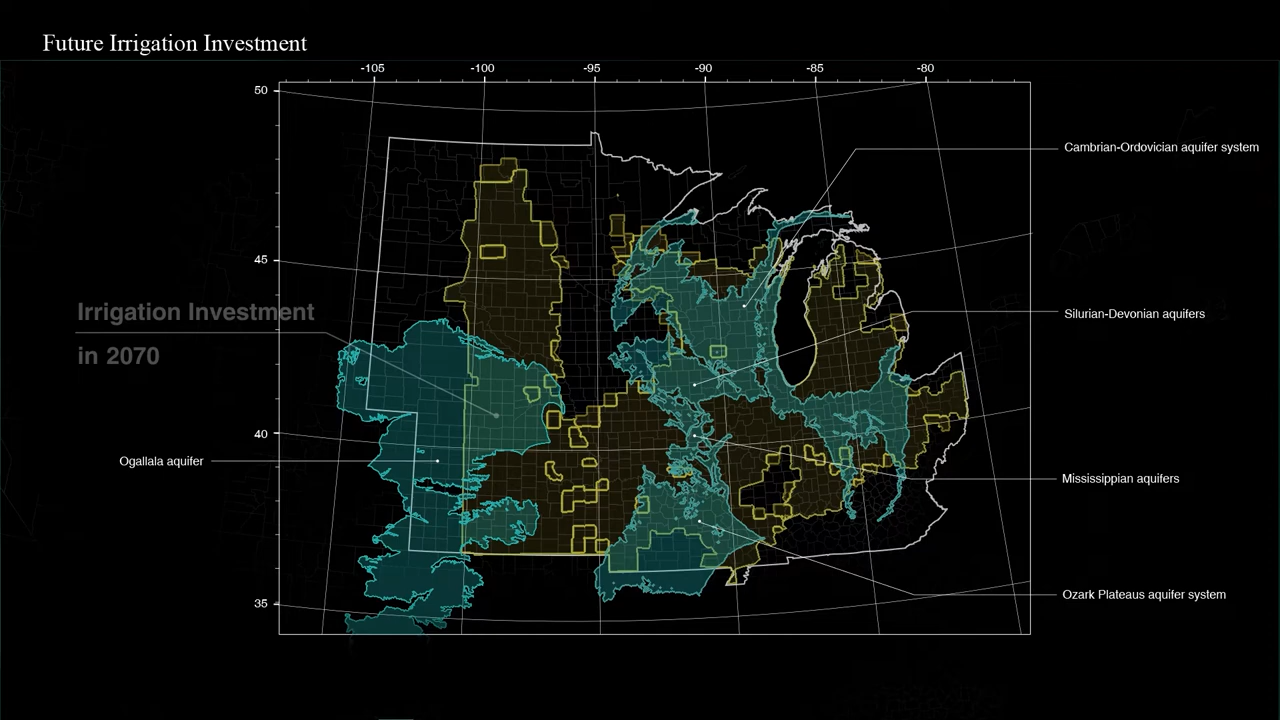 Future Irrigation Investment
-105
-100
-95
-90
-85
-80
50
45
40
35
Cambrian-Ordovician aquifer system
Silurian-Devonian aquifers
Irrigation Investment
in 2070
Ogallala aquifer
Mississippian aquifers
Ozark Plateaus aquifer system